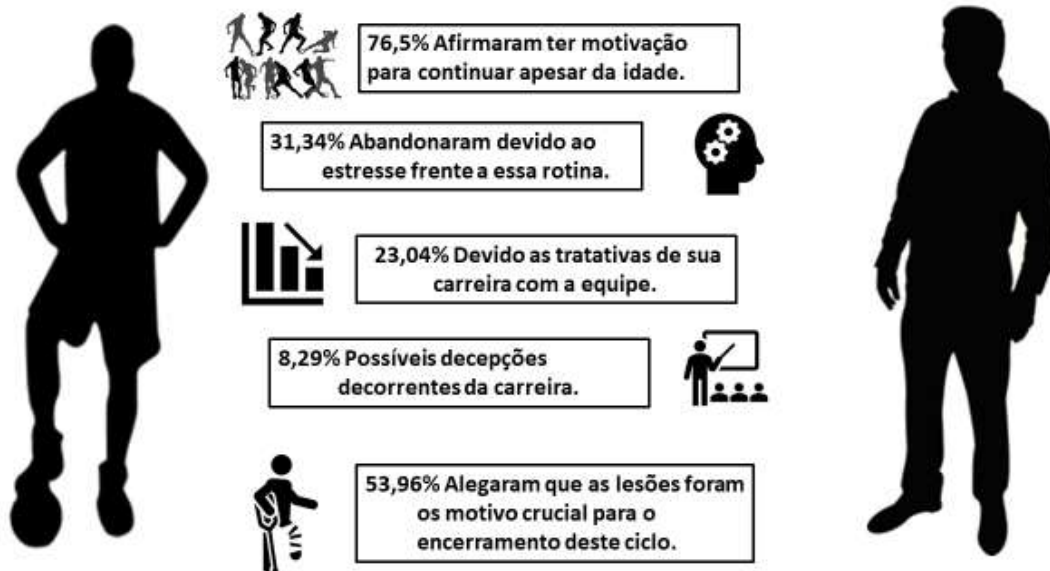 76,5% Afirmaram ter motivação
para continuar apesar da idade.
31,34% Abandonaram devido ao
estresse frente a essa rotina.
23,04% Devido as tratativas de sua
carreira com a equipe.
8,29% Possíveis decepções
decorrentes da carreira.
53,96% Alegaram que as lesões foram
os motivo crucial para o
encerramento deste ciclo.